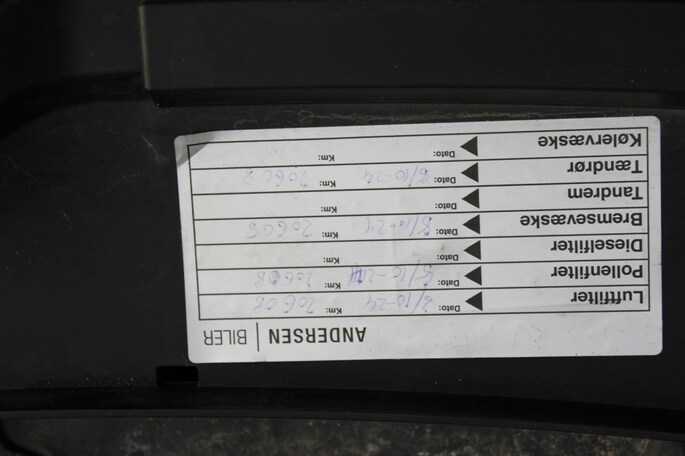 ANDERSEN | BILER
Luftfilter Dato: 8/10-24 Km: 20608
Pollenfilter Dato: 8/10-24 Km: 20608
Dieselfilter Dato: Km:
Bremsevæske Dato: 8/10-24 Km: 20608
Tandrem Dato: Km:
Tændrør Dato: 8/10-24 Km: 20608
Kølervæske Dato: Km: